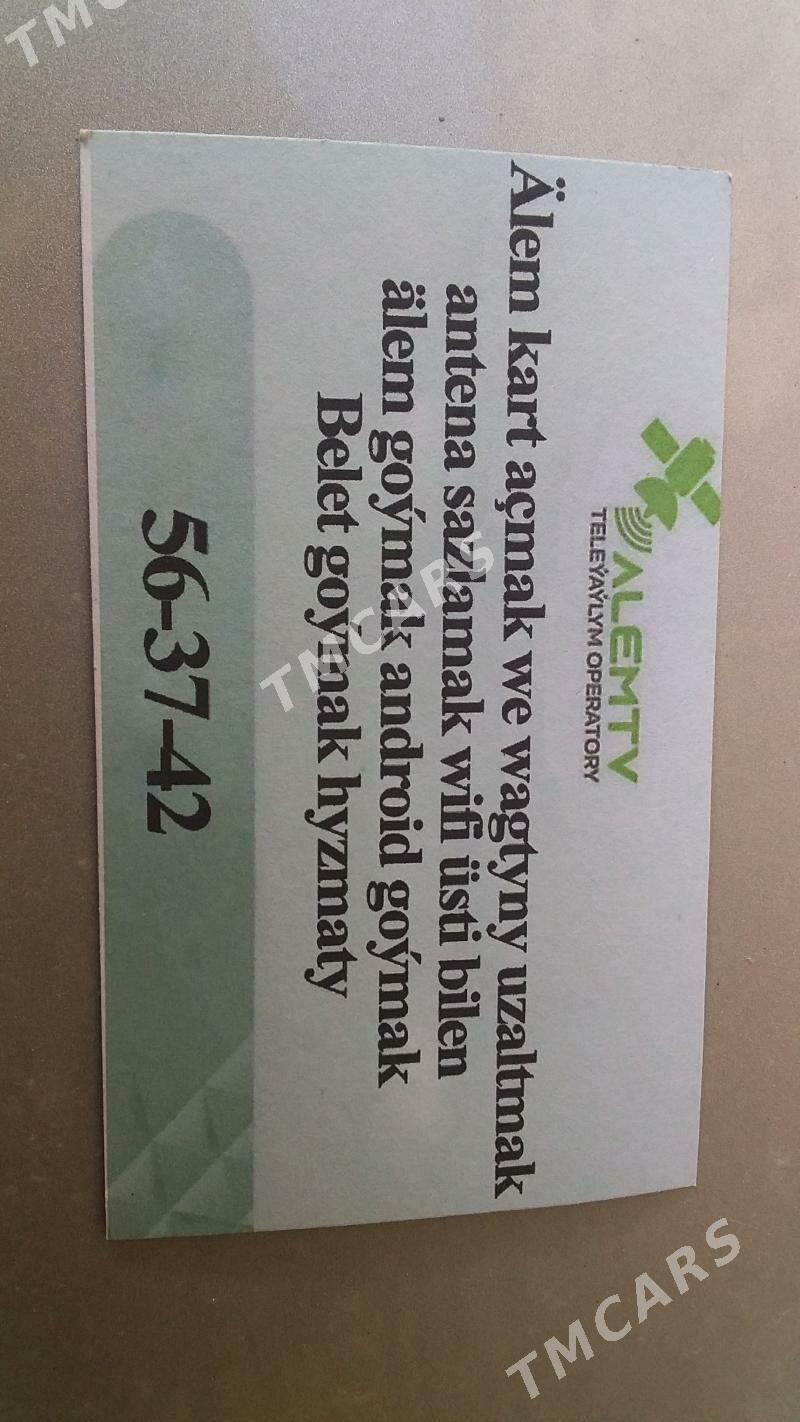 ALEMTV
TELEÝAÝLYM OPERATORY
Älem kart açmak we wagtyny uzaltmak
antena sazlamak wifi üsti bilen
älem goýmak android goýmak
Belet goýmak hyzmaty
56-37-42
TMCARS
TMCARS
TMCARS